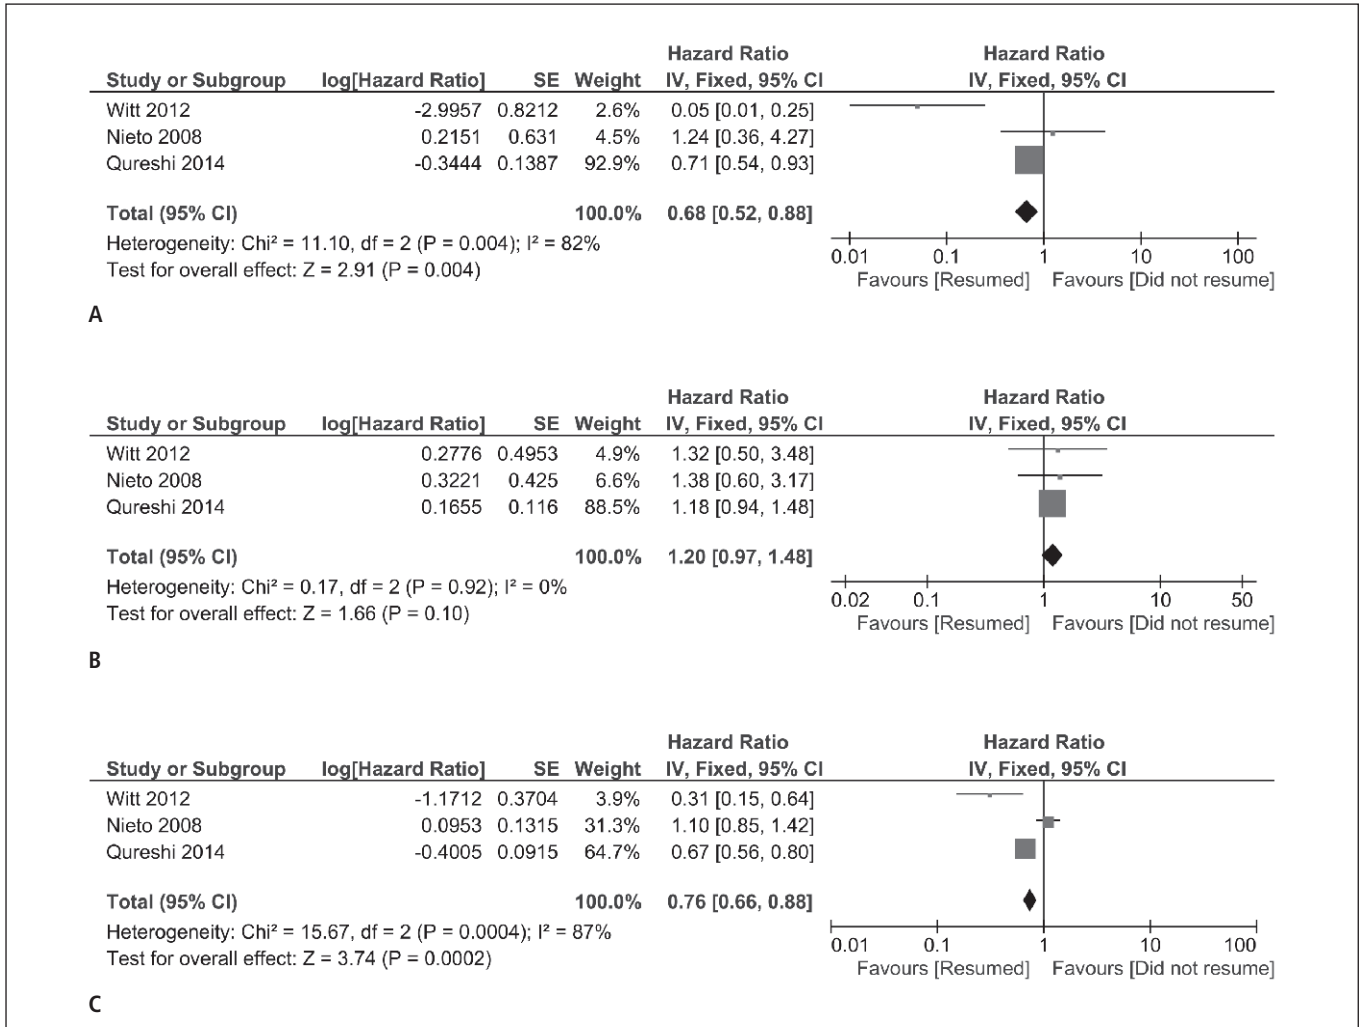 Hazard Ratio Hazard Ratio
Study or Subgroup log[Hazard Ratio] SE Weight IV, Fixed, 95% CI IV, Fixed, 95% CI
Witt 2012 -2.9957 0.8212 2.6% 0.05 [0.01, 0.25]
Nieto 2008 0.2151 0.631 4.5% 1.24 [0.36, 4.27]
Qureshi 2014 -0.3444 0.1387 92.9% 0.71 [0.54, 0.93]
Total (95% CI) 100.0% 0.68 [0.52, 0.88]
Heterogeneity: Chi² = 11.10, df = 2 (P = 0.004); I² = 82%
Test for overall effect: Z = 2.91 (P = 0.004)
0.01 0.1 1 10 100
Favours [Resumed] Favours [Did not resume]
A
Hazard Ratio Hazard Ratio
Study or Subgroup log[Hazard Ratio] SE Weight IV, Fixed, 95% CI IV, Fixed, 95% CI
Witt 2012 0.2776 0.4953 4.9% 1.32 [0.50, 3.48]
Nieto 2008 0.3221 0.425 6.6% 1.38 [0.60, 3.17]
Qureshi 2014 0.1655 0.116 88.5% 1.18 [0.94, 1.48]
Total (95% CI) 100.0% 1.20 [0.97, 1.48]
Heterogeneity: Chi² = 0.17, df = 2 (P = 0.92); I² = 0%
Test for overall effect: Z = 1.66 (P = 0.10)
0.02 0.1 1 10 50
Favours [Resumed] Favours [Did not resume]
B
Hazard Ratio Hazard Ratio
Study or Subgroup log[Hazard Ratio] SE Weight IV, Fixed, 95% CI IV, Fixed, 95% CI
Witt 2012 -1.1712 0.3704 3.9% 0.31 [0.15, 0.64]
Nieto 2008 0.0953 0.1315 31.3% 1.10 [0.85, 1.42]
Qureshi 2014 -0.4005 0.0915 64.7% 0.67 [0.56, 0.80]
Total (95% CI) 100.0% 0.76 [0.66, 0.88]
Heterogeneity: Chi² = 15.67, df = 2 (P = 0.0004); I² = 87%
Test for overall effect: Z = 3.74 (P = 0.0002)
0.01 0.1 1 10 100
Favours [Resumed] Favours [Did not resume]
C